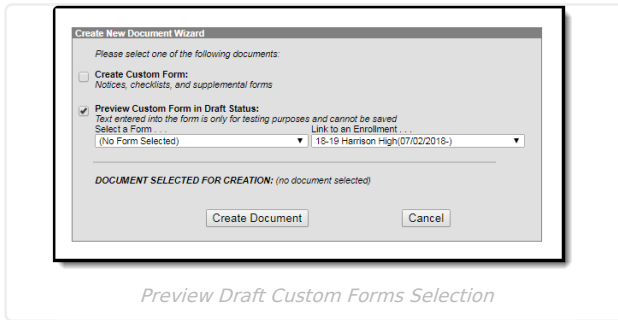 Create New Document Wizard
Please select one of the following documents:
Create Custom Form:
Notices, checklists, and supplemental forms
Preview Custom Form in Draft Status:
Text entered into the form is only for testing purposes and cannot be saved
Select a Form . . . Link to an Enrollment . . .
(No Form Selected) 18-19 Harrison High(07/02/2018-)
DOCUMENT SELECTED FOR CREATION: (no document selected)
Create Document Cancel
Preview Draft Custom Forms Selection